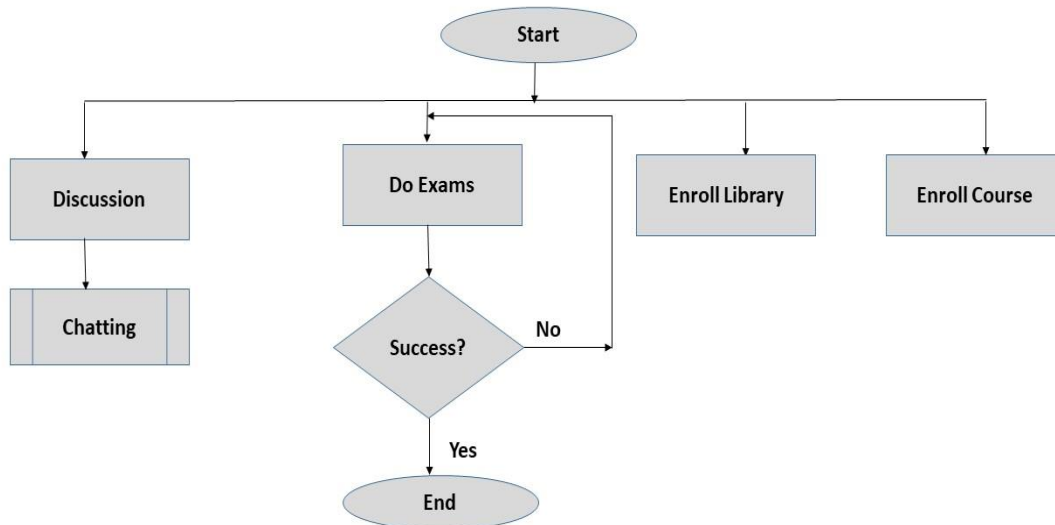 Start
Discussion
Do Exams
Enroll Library
Enroll Course
Chatting
Success?
No
Yes
End